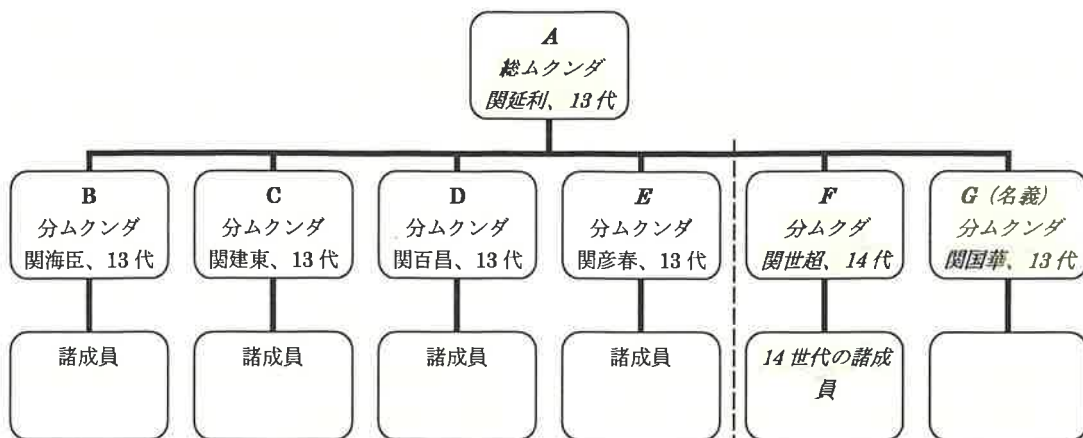 A
総ムクンダ
関延利、13代
B
分ムクンダ
関海臣、13代
C
分ムクンダ
関建東、13代
D
分ムクンダ
関百昌、13代
E
分ムクンダ
関彦春、13代
F
分ムクダ
関世超、14代
G（名義）
分ムクンダ
関国華、13代
諸成員
諸成員
諸成員
諸成員
14世代の諸成
員